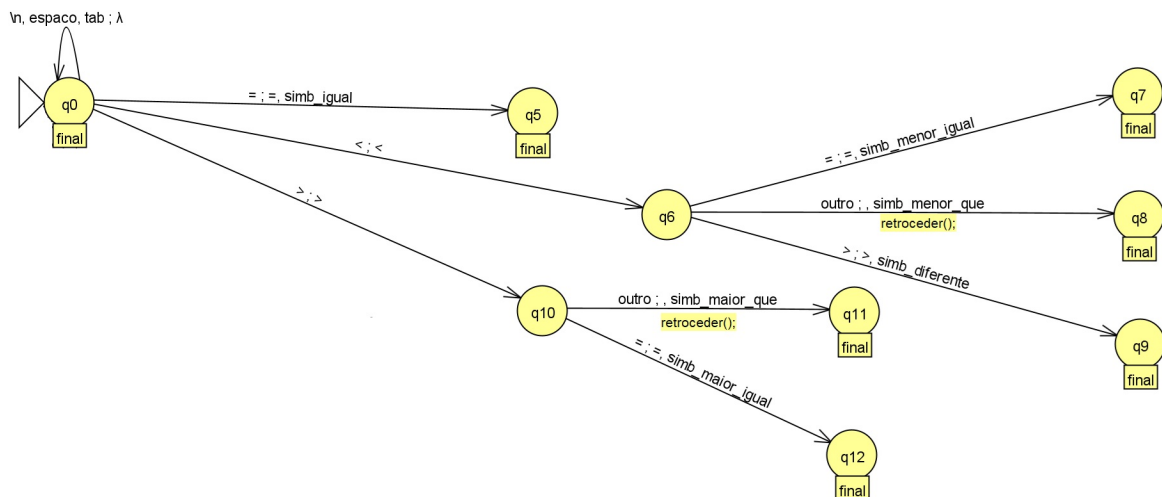 \n, espaco, tab ; λ
q0
final
= ; =, simb_igual
q5
final
< ; <
> ; >
q6
= ; =, simb_menor_igual
q7
final
outro ; , simb_menor_que
retroceder();
q8
final
> ; >, simb_diferente
q9
final
q10
outro ; , simb_maior_que
retroceder();
q11
final
= ; =, simb_maior_igual
q12
final